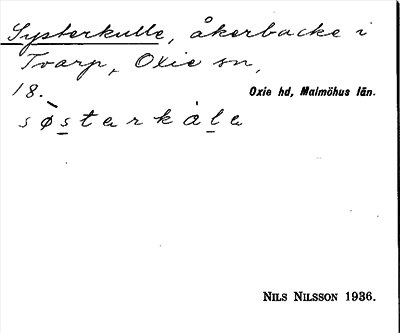 Systerkulle, åkerbacke i
Tvarp, Oxie sn,
18. Oxie hd, Malmöhus län.
søstarkåla
NILS NILSSON 1936.